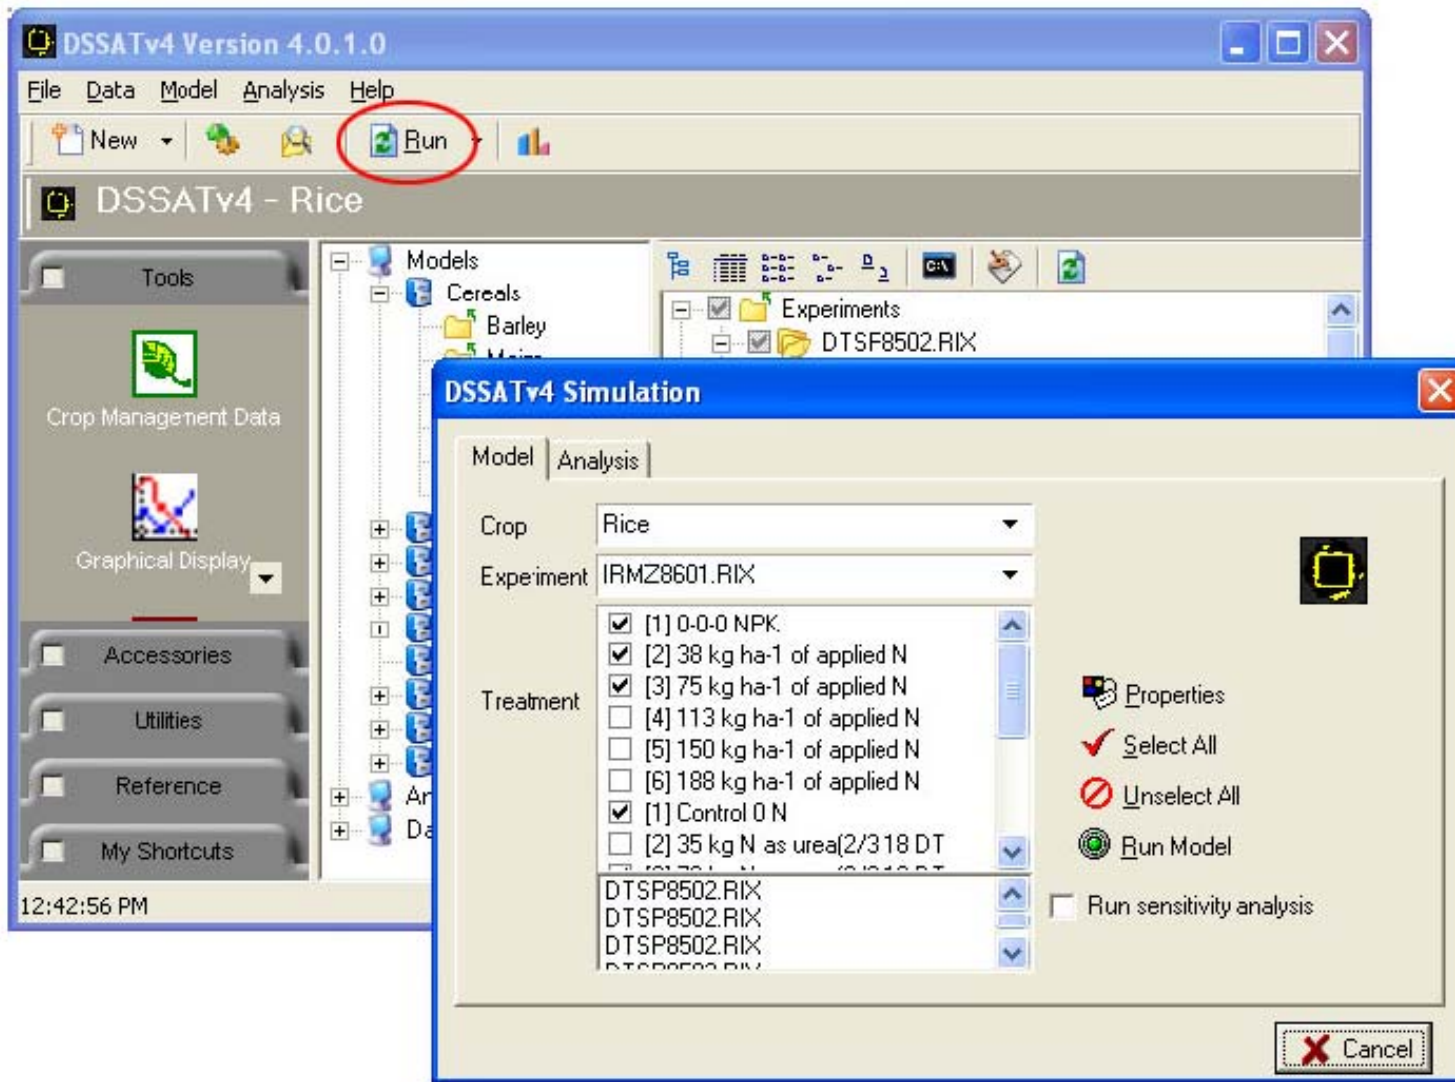 DSSATv4 Version 4.0.1.0
File Data Model Analysis Help
New Run
DSSATv4 - Rice
Tools
Crop Management Data
Graphical Display
Accessories
Utilities
Reference
My Shortcuts
12:42:56 PM
Models
Cereals
Barley
C:\
Experiments
DTSF8502.RIX
DSSATv4 Simulation
Model Analysis
Crop Rice
Experiment IRMZ8601.RIX
Treatment
[1] 0-0-0 NPK.
[2] 38 kg ha-1 of applied N
[3] 75 kg ha-1 of applied N
[4] 113 kg ha-1 of applied N
[5] 150 kg ha-1 of applied N
[6] 188 kg ha-1 of applied N
[1] Control 0 N
[2] 35 kg N as urea(2/318 DT
DTSP8502.RIX
DTSP8502.RIX
DTSP8502.RIX
Properties
Select All
Unselect All
Run Model
Run sensitivity analysis
Cancel